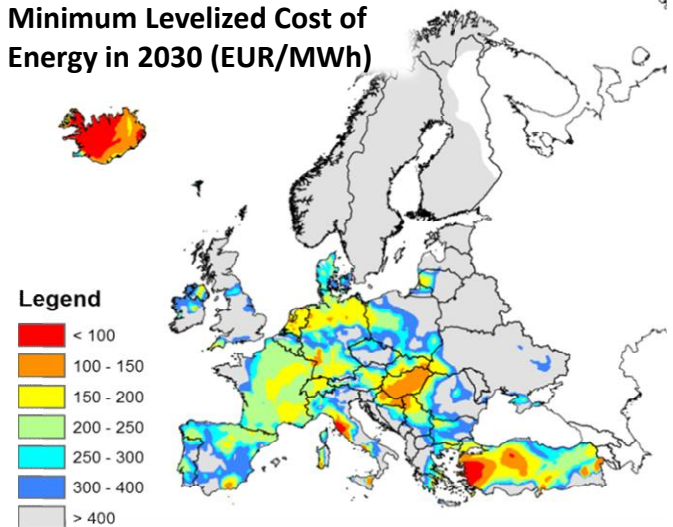 Minimum Levelized Cost of
Energy in 2030 (EUR/MWh)
Legend
< 100
100 - 150
150 - 200
200 - 250
250 - 300
300 - 400
> 400